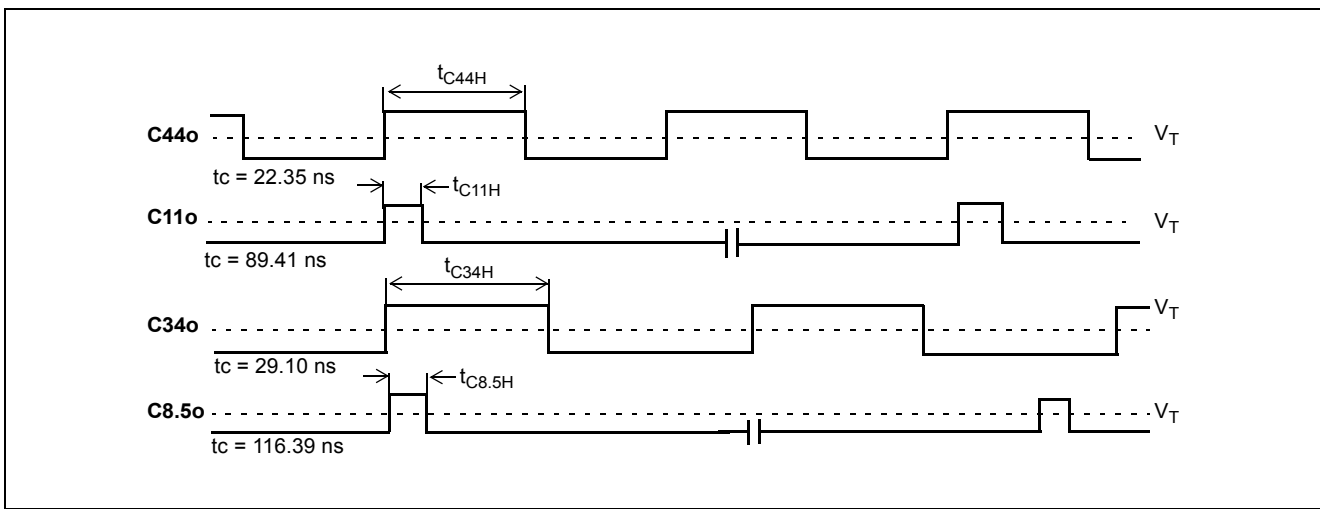 tC44H
C44o
VT
tc = 22.35 ns
tC11H
C11o
VT
tc = 89.41 ns
tC34H
C34o
VT
tc = 29.10 ns
tC8.5H
C8.5o
VT
tc = 116.39 ns